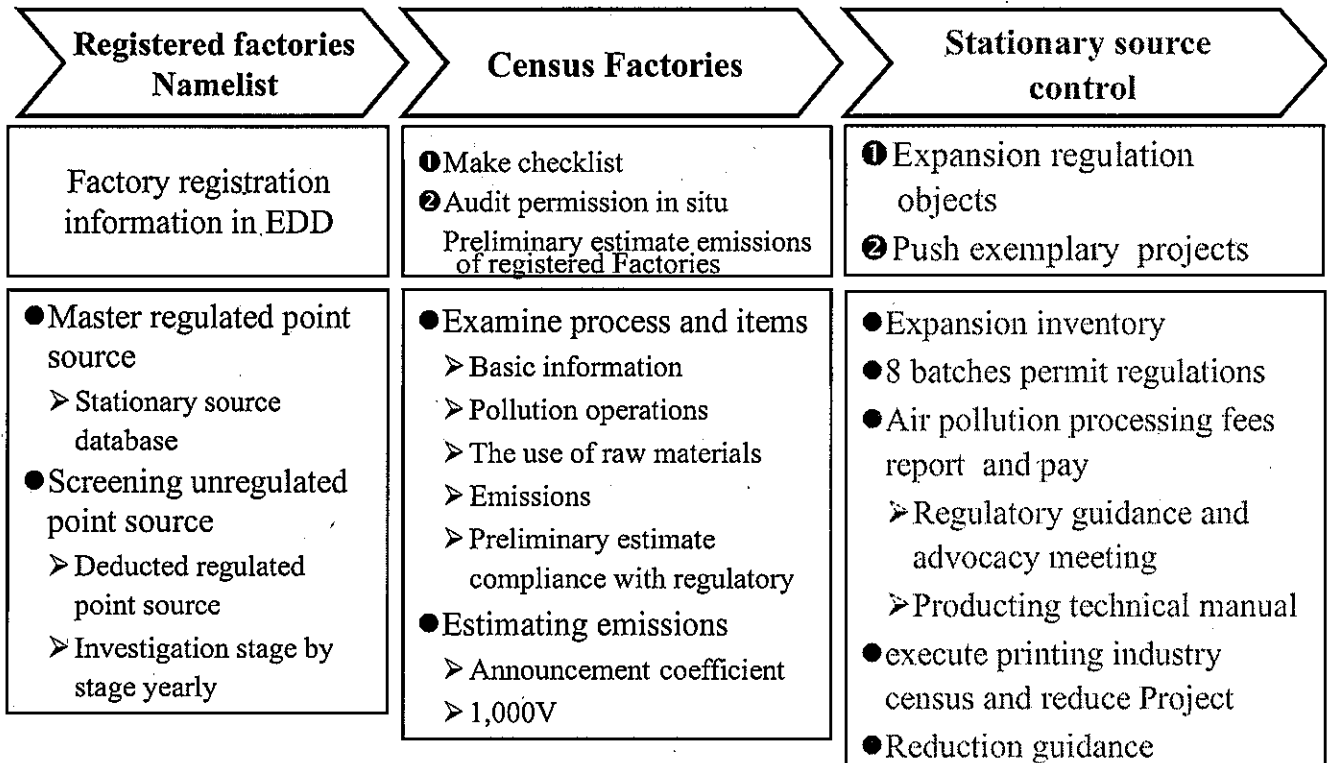 Registered factories
Namelist
Census Factories
Stationary source
control
Factory registration
information in EDD
❶Make checklist
❷Audit permission in situ
Preliminary estimate emissions
of registered Factories
❶Expansion regulation
objects
❷Push exemplary projects
●Master regulated point
source
➢Stationary source
database
●Screening unregulated
point source
➢Deducted regulated
point source
➢Investigation stage by
stage yearly
●Examine process and items
➢Basic information
➢Pollution operations
➢The use of raw materials
➢Emissions
➢Preliminary estimate
compliance with regulatory
●Estimating emissions
➢Announcement coefficient
➢1,000V
●Expansion inventory
●8 batches permit regulations
●Air pollution processing fees
report and pay
➢Regulatory guidance and
advocacy meeting
➢Producting technical manual
●execute printing industry
census and reduce Project
●Reduction guidance